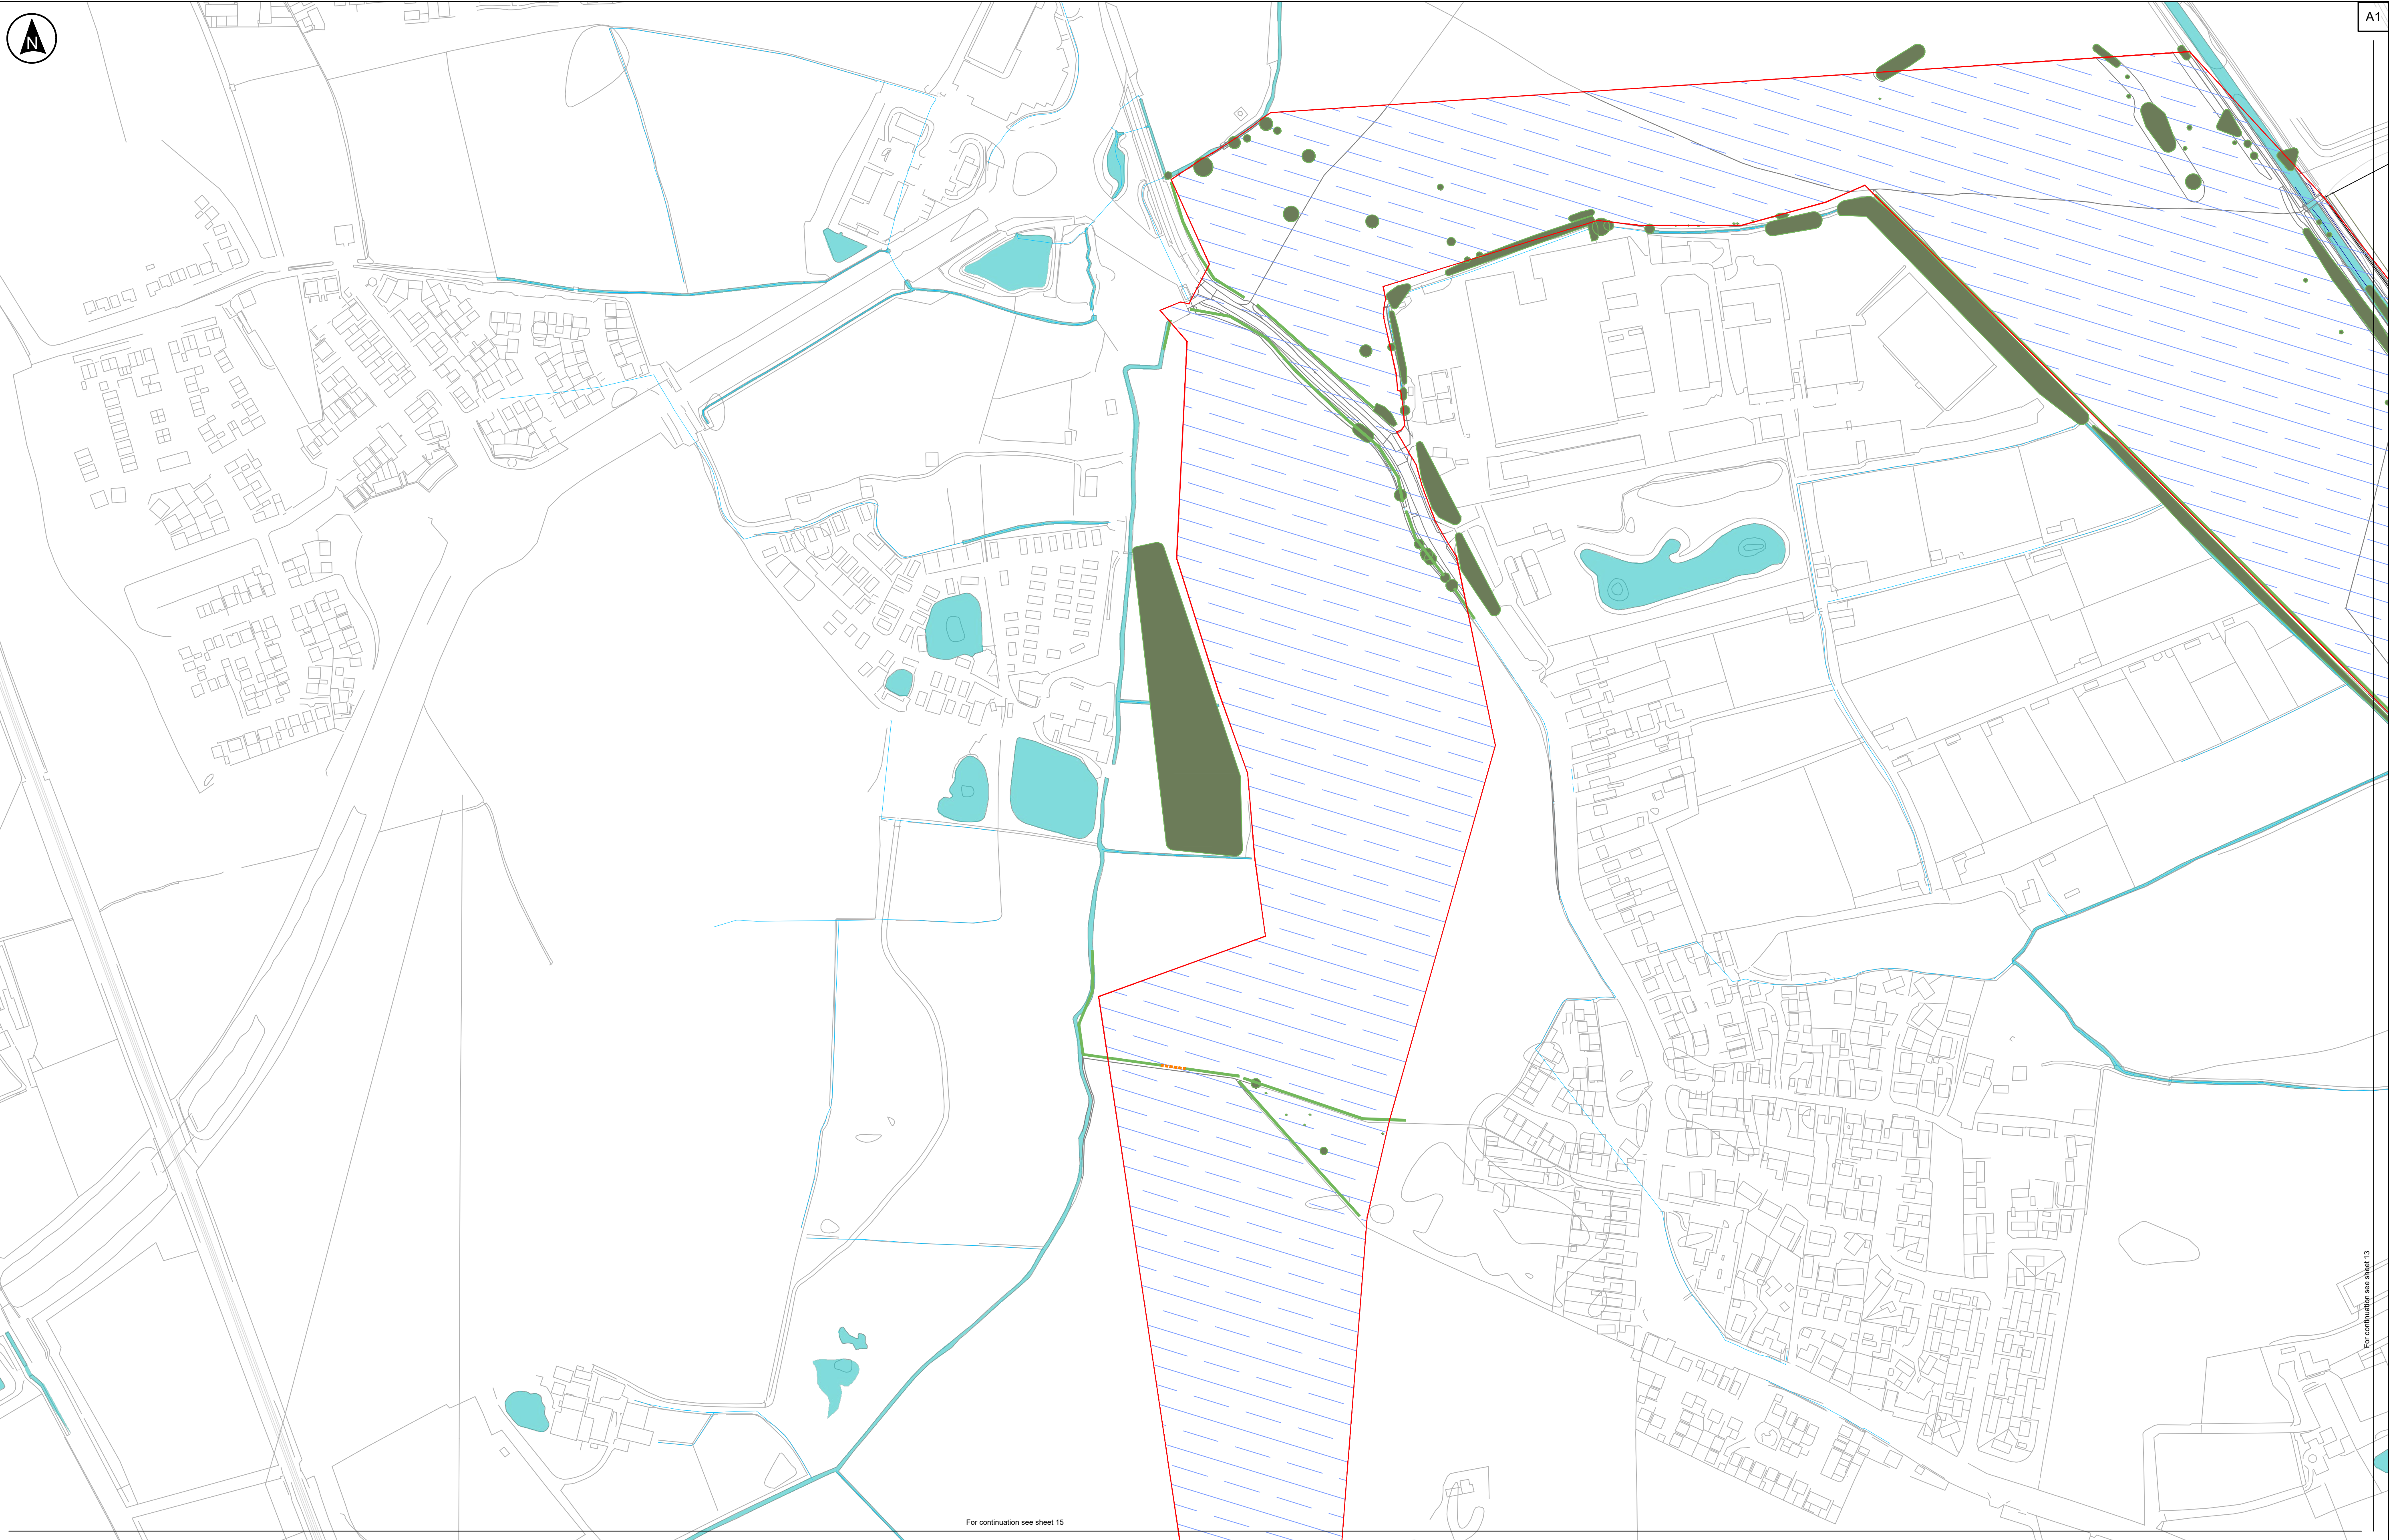 N
A1
For continuation see sheet 13
For continuation see sheet 15